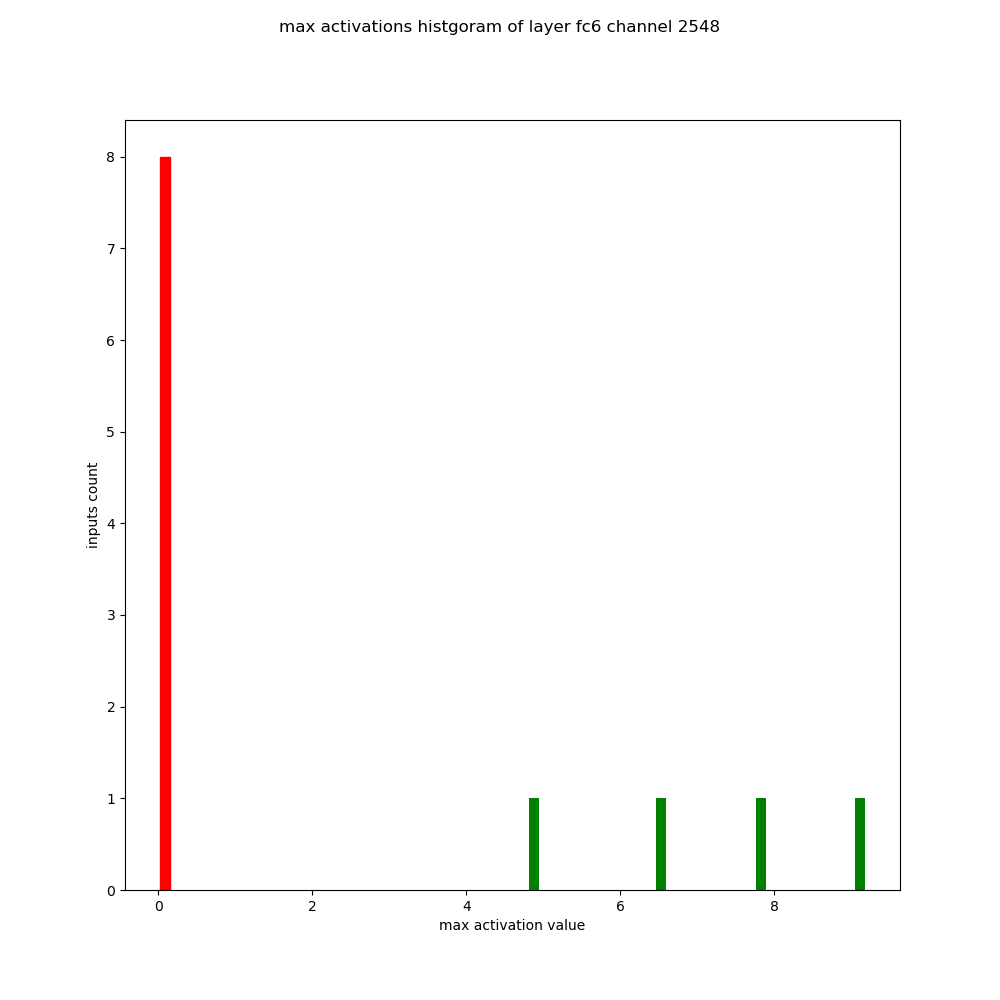 max activations histgoram of layer fc6 channel 2548
8
7
6
5
4
3
2
1
0
inputs count
0 2 4 6 8
max activation value